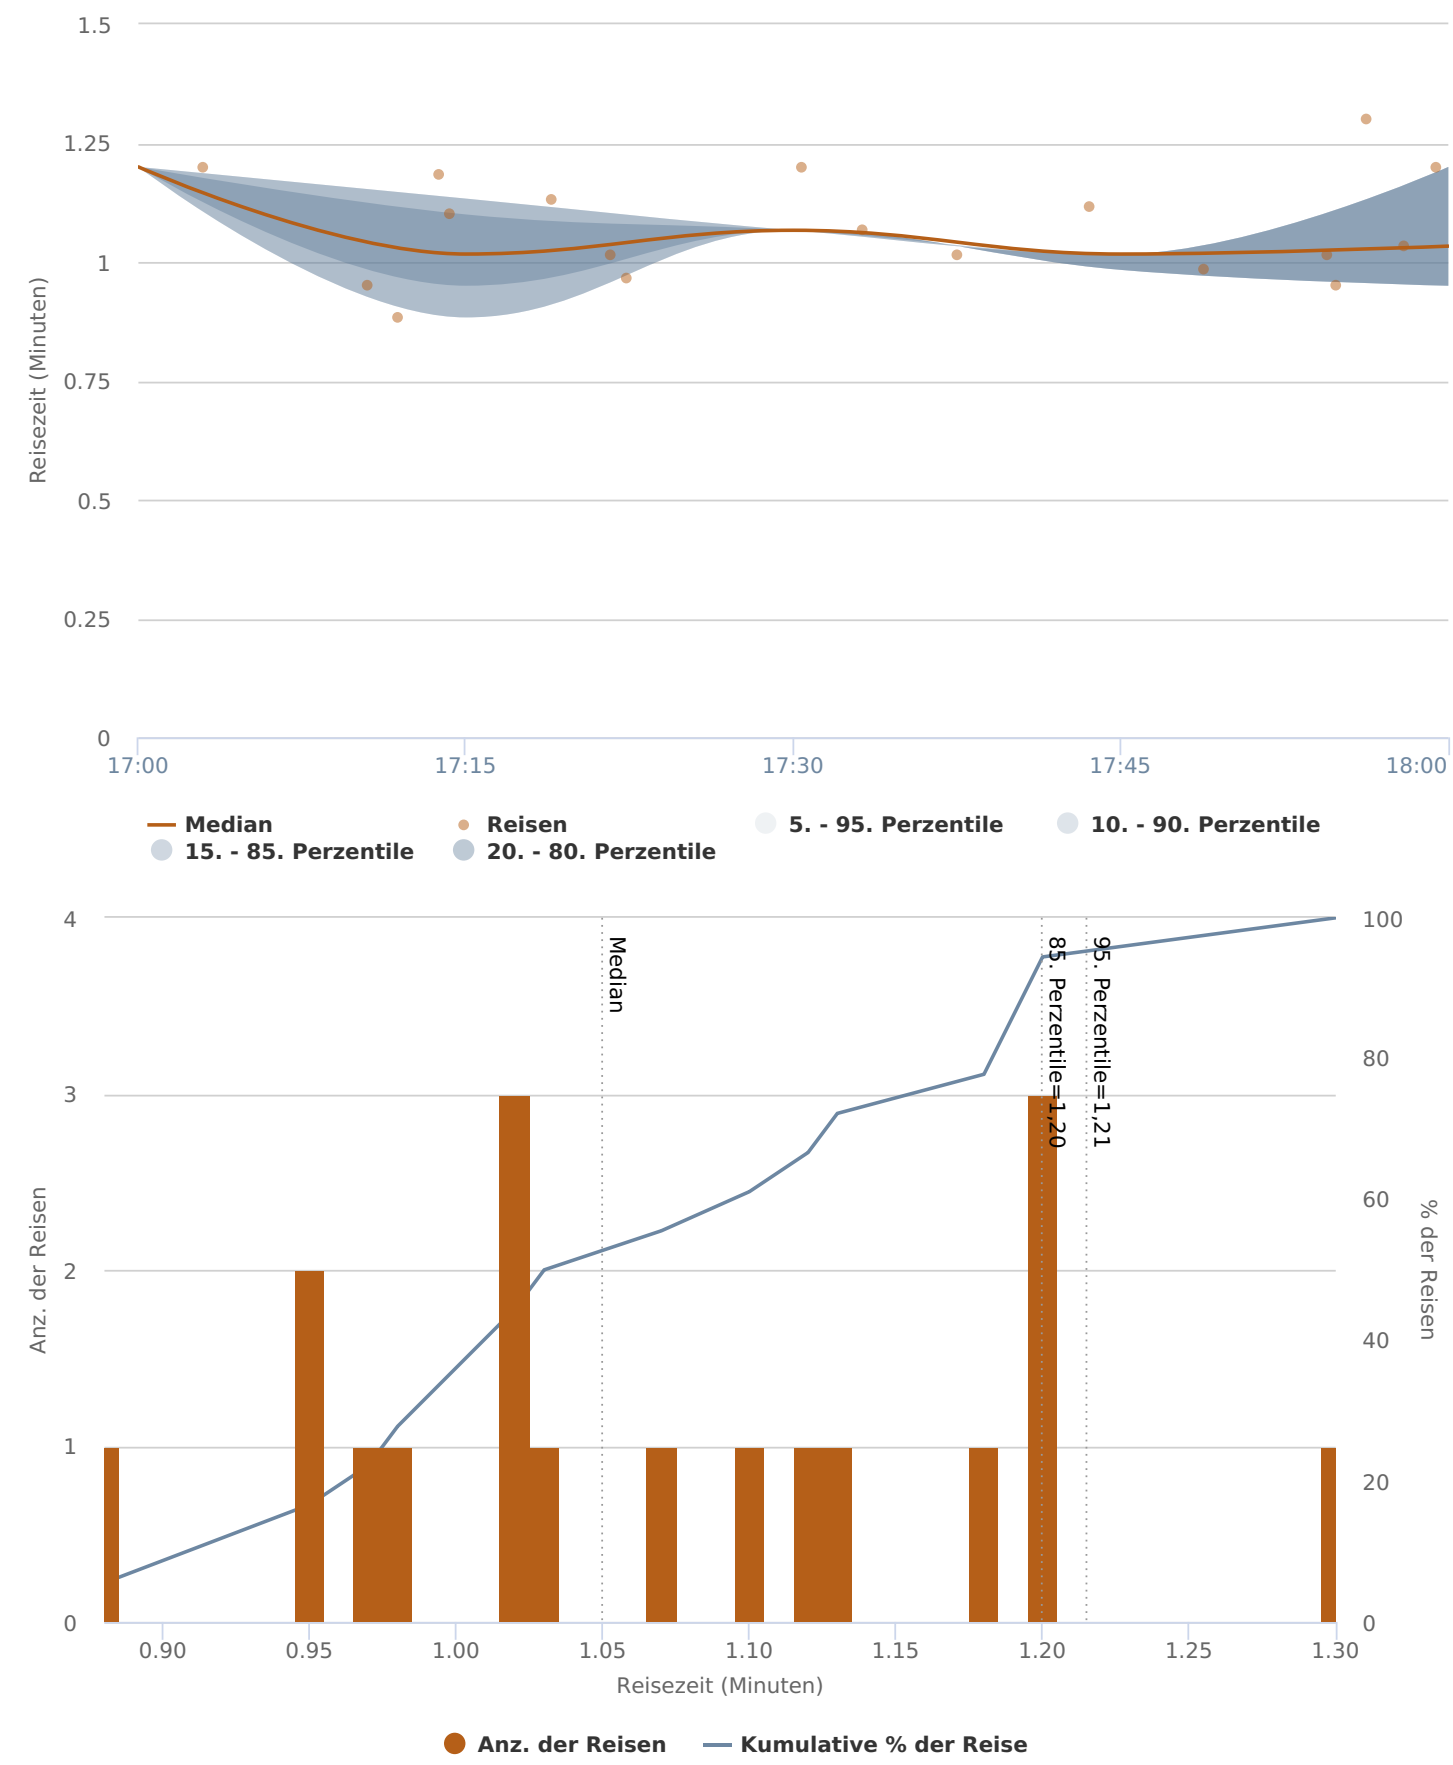 1.5
1.25
1
0.75
0.5
0.25
0
Reisezeit (Minuten)
17:00 17:15 17:30 17:45 18:00
Median Reisen 5. - 95. Perzentile 10. - 90. Perzentile
15. - 85. Perzentile 20. - 80. Perzentile
4
3
2
1
0
Anz. der Reisen
Median
85. Perzentile=1,20
95. Perzentile=1,21
100
80
60
40
20
0
% der Reisen
0.90 0.95 1.00 1.05 1.10 1.15 1.20 1.25 1.30
Reisezeit (Minuten)
Anz. der Reisen Kumulative % der Reise